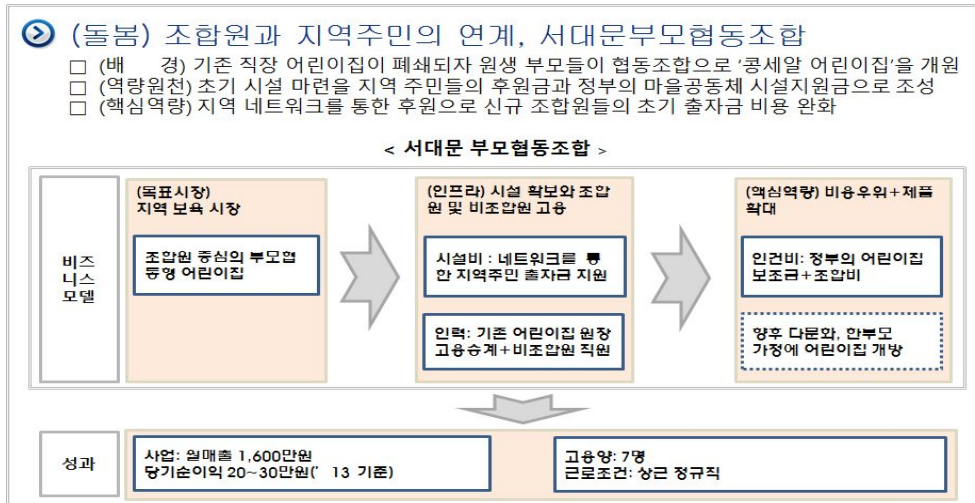 (돌봄) 조합원과 지역주민의 연계, 서대문부모협동조합
□ (배 경) 기존 직장 어린이집이 폐쇄되자 원생 부모들이 협동조합으로 '콩세알 어린이집'을 개원
□ (역량원천) 초기 시설 마련을 지역 주민들의 후원금과 정부의 마을공동체 시설지원금으로 조성
□ (핵심역량) 지역 네트워크를 통한 후원으로 신규 조합원들의 초기 출자금 비용 완화
< 서대문 부모협동조합 >
비즈
니스
모델
(목표시장)
지역 보육 시장
조합원 중심의 부모협
동형 어린이집
(인프라) 시설 확보와 조합
원 및 비조합원 고용
시설비 : 네트워크를 통
한 지역주민 출자금 지원
인력: 기존 어린이집 원장
고용승계+비조합원 직원
(핵심역량) 비용우위+제품
확대
인건비: 정부의 어린이집
보조금+조합비
향후 다문화, 한부모
가정에 어린이집 개방
성과
사업: 월매출 1,600만원
당기순이익 20~30만원(' 13 기준)
고용양: 7명
근로조건: 상근 정규직